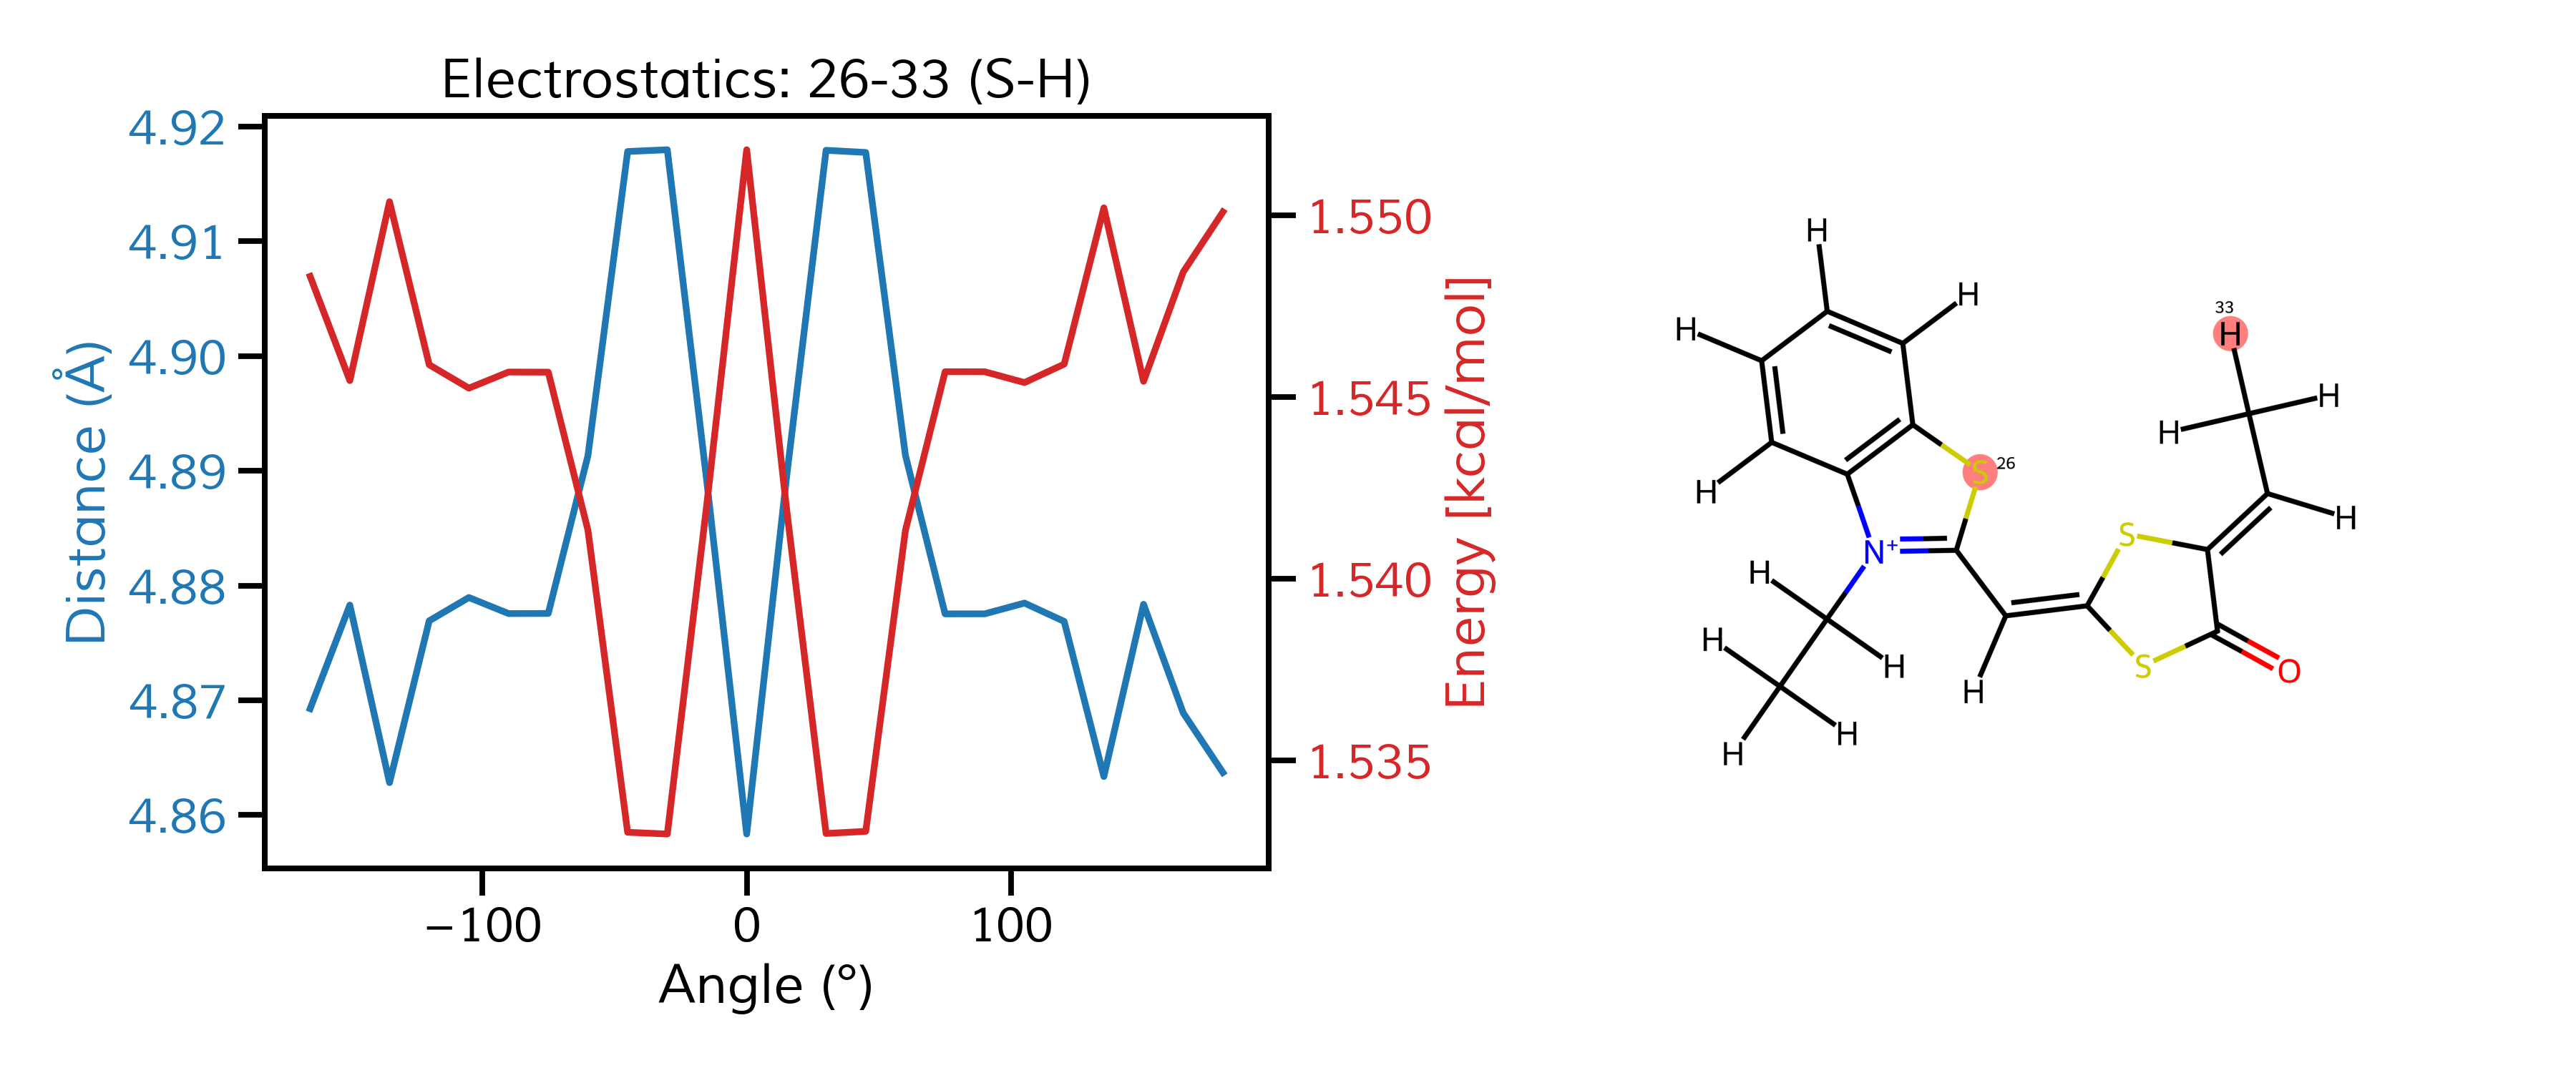 Electrostatics: 26-33 (S-H)
Distance (Å)
4.92
4.91
4.90
4.89
4.88
4.87
4.86
−100
0
100
Angle (°)
1.550
1.545
1.540
1.535
Energy [kcal/mol]
H
H
H
33
H
H
H
S 26
H
H
H
S
N+
H
H
H
S
O
H
H
H
H